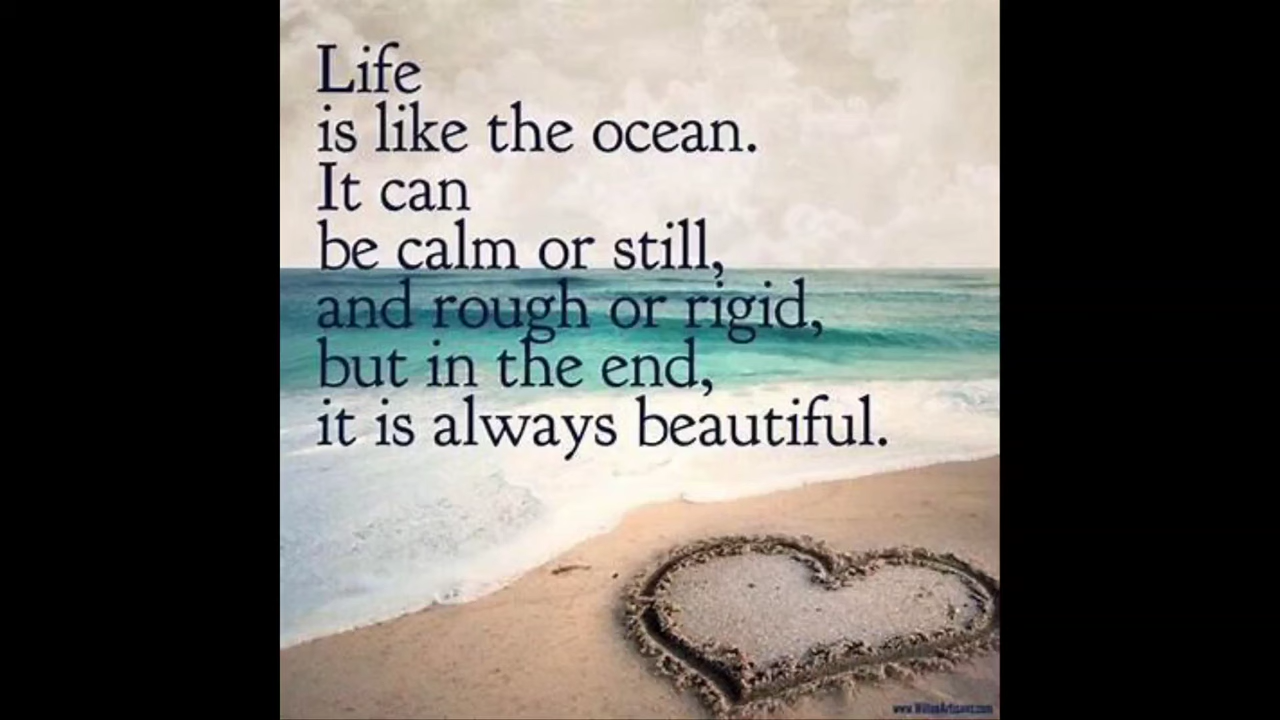 Life
is like the ocean.
It can
be calm or still,
and rough or rigid,
but in the end,
it is always beautiful.